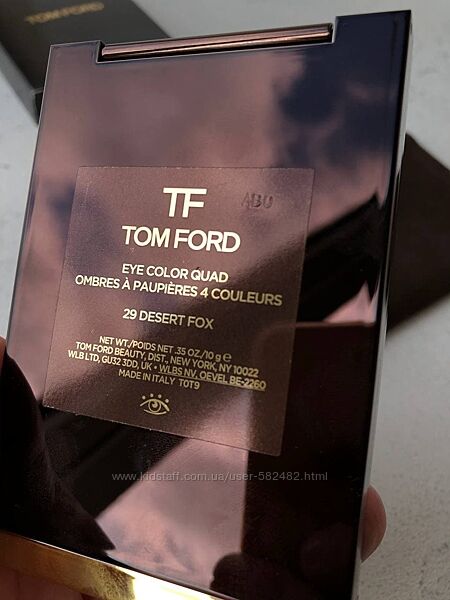 TOM FORD
TF
ABO
TOM FORD
EYE COLOR QUAD
OMBRES À PAUPIÈRES 4 COULEURS
29 DESERT FOX
NET WT./POIDS NET .35 OZ./10 g ℮
TOM FORD BEAUTY, DIST., NEW YORK, NY 10022
WLB LTD, GU32 3DD, UK • WLBS NV. OEVEL BE-2260
MADE IN ITALY T0T9
www.kidstaff.com.ua/user-582482.html